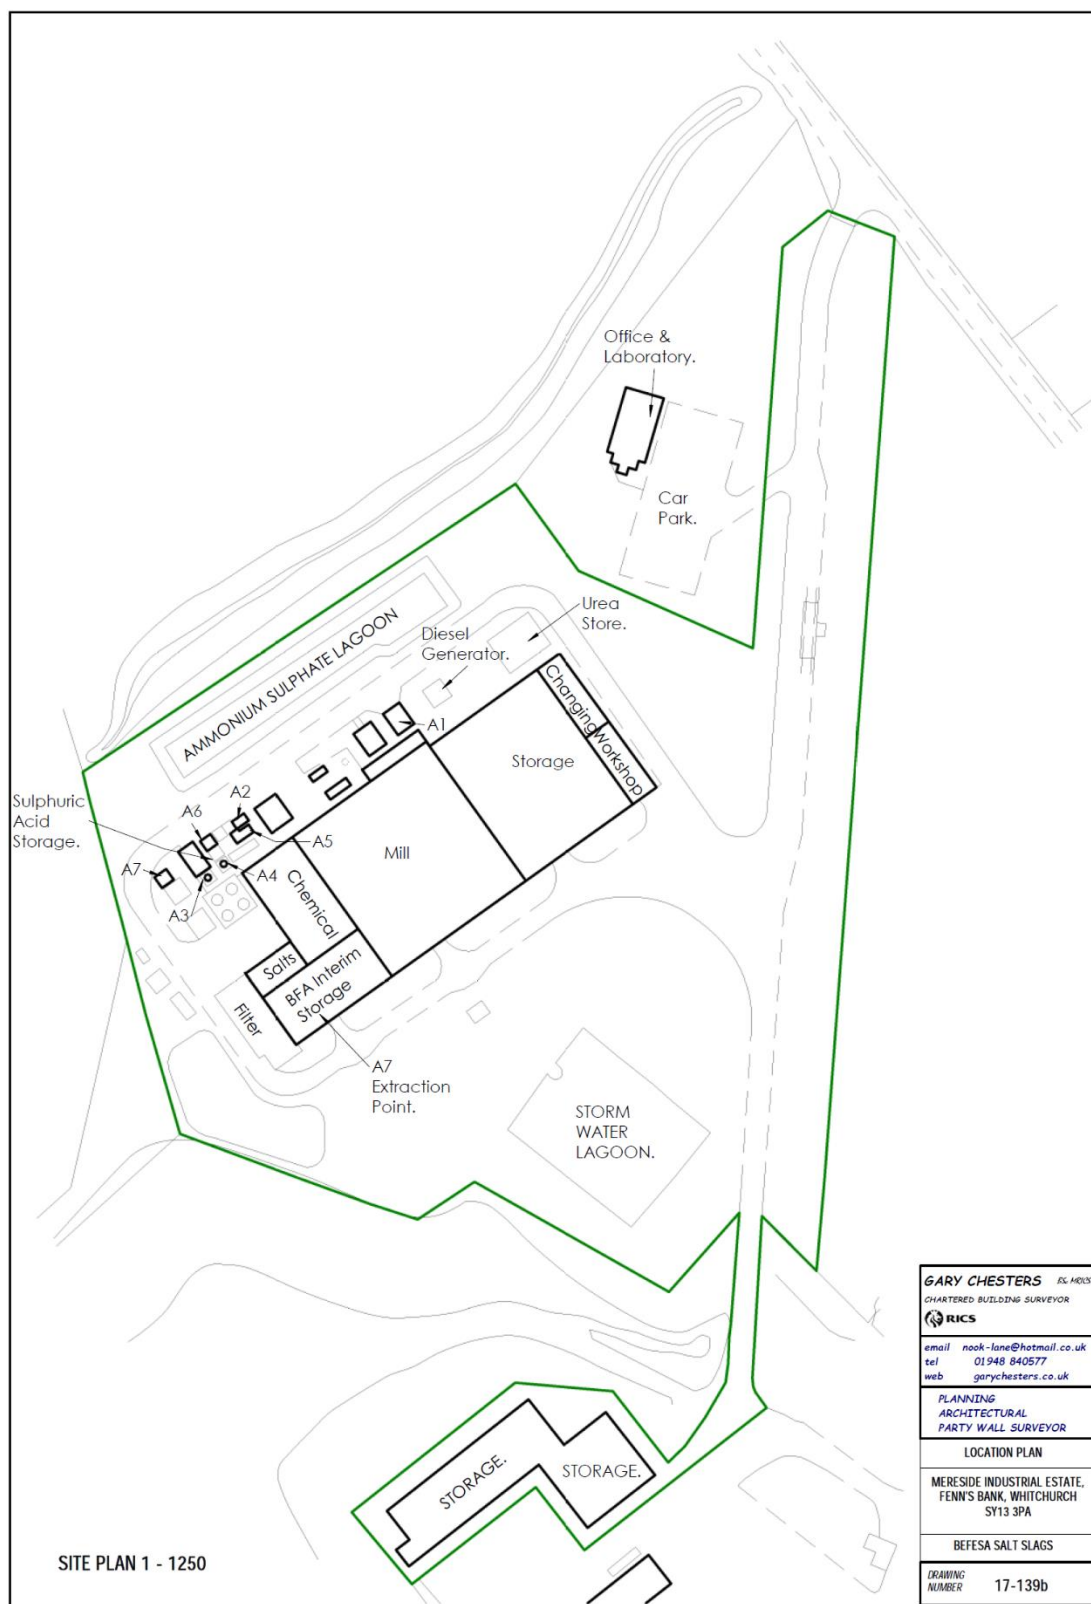 Office &
Laboratory.
Car
Park.
Urea
Store.
Diesel
Generator.
AMMONIUM SULPHATE LAGOON
A1
Changing
Workshop
Storage
Sulphuric
Acid
Storage.
A6
A2
A5
A7
A4
A3
Mill
Chemical
Salts
BFA Interim
Storage
Filter
A7
Extraction
Point.
STORM
WATER
LAGOON.
STORAGE.
STORAGE.
SITE PLAN 1 - 1250
GARY CHESTERS
CHARTERED BUILDING SURVEYOR
RICS
email nook-lane@hotmail.co.uk
tel 01948 840577
web garychesters.co.uk
PLANNING
ARCHITECTURAL
PARTY WALL SURVEYOR
LOCATION PLAN
MERESIDE INDUSTRIAL ESTATE,
FENN'S BANK, WHITCHURCH
SY13 3PA
BEFESA SALT SLAGS
DRAWING
NUMBER 17-139b